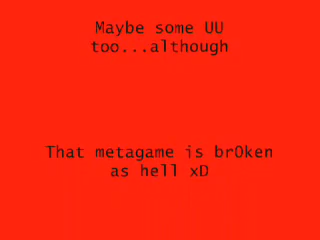 Maybe some UU
too...although
That metagame is br0ken
as hell xD